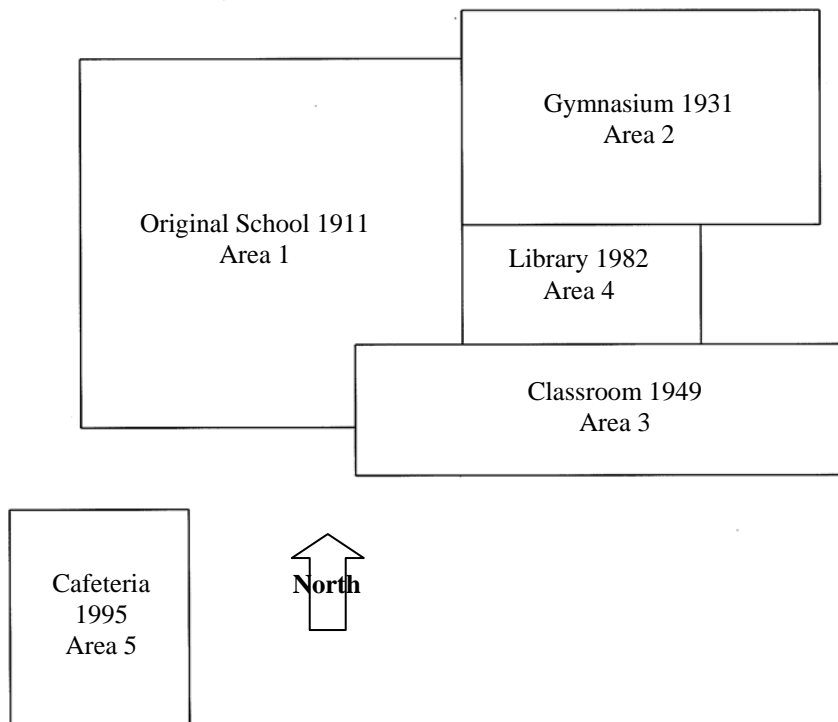 Gymnasium 1931
Area 2
Original School 1911
Area 1
Library 1982
Area 4
Classroom 1949
Area 3
North
Cafeteria
1995
Area 5